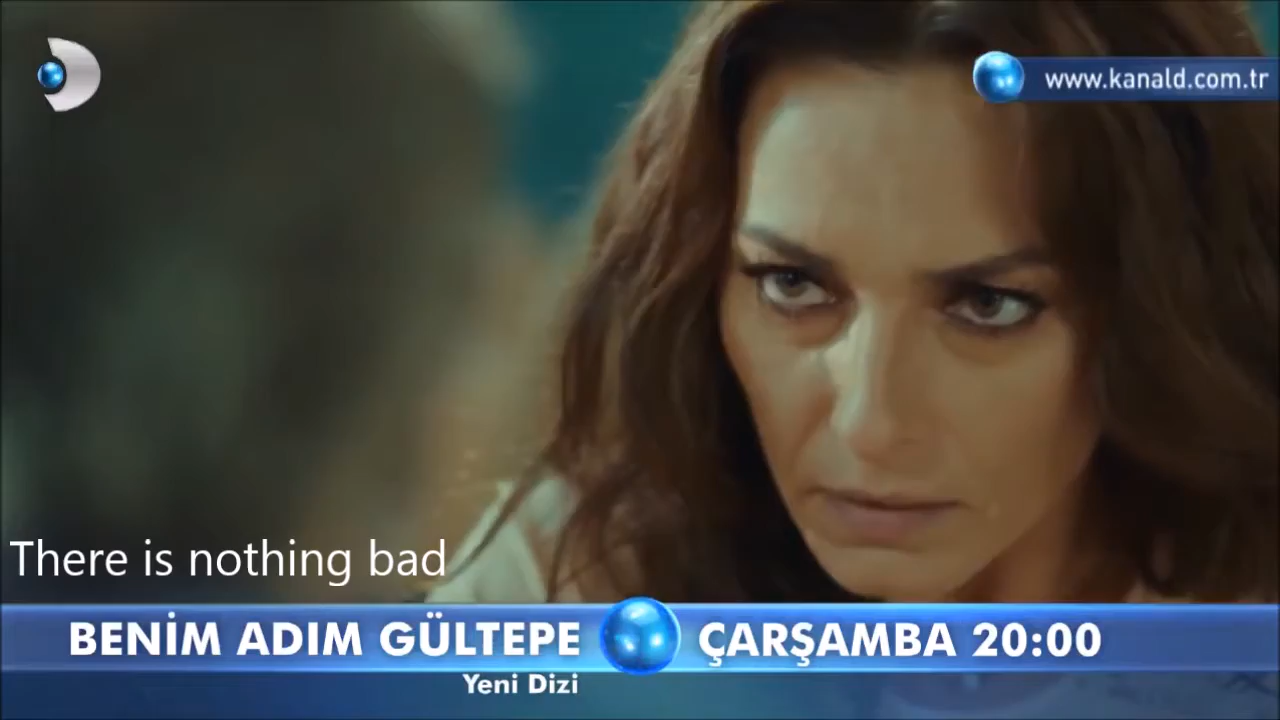 www.kanald.com.tr
There is nothing bad
BENİM ADIM GÜLTEPE
ÇARŞAMBA 20:00
Yeni Dizi